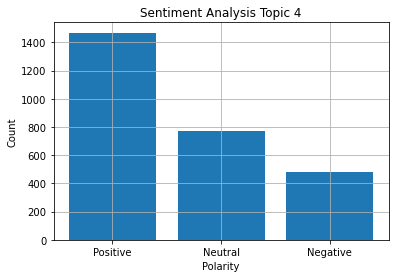 Sentiment Analysis Topic 4
1400
1200
1000
800
600
400
200
0
Count
Positive Neutral Negative
Polarity